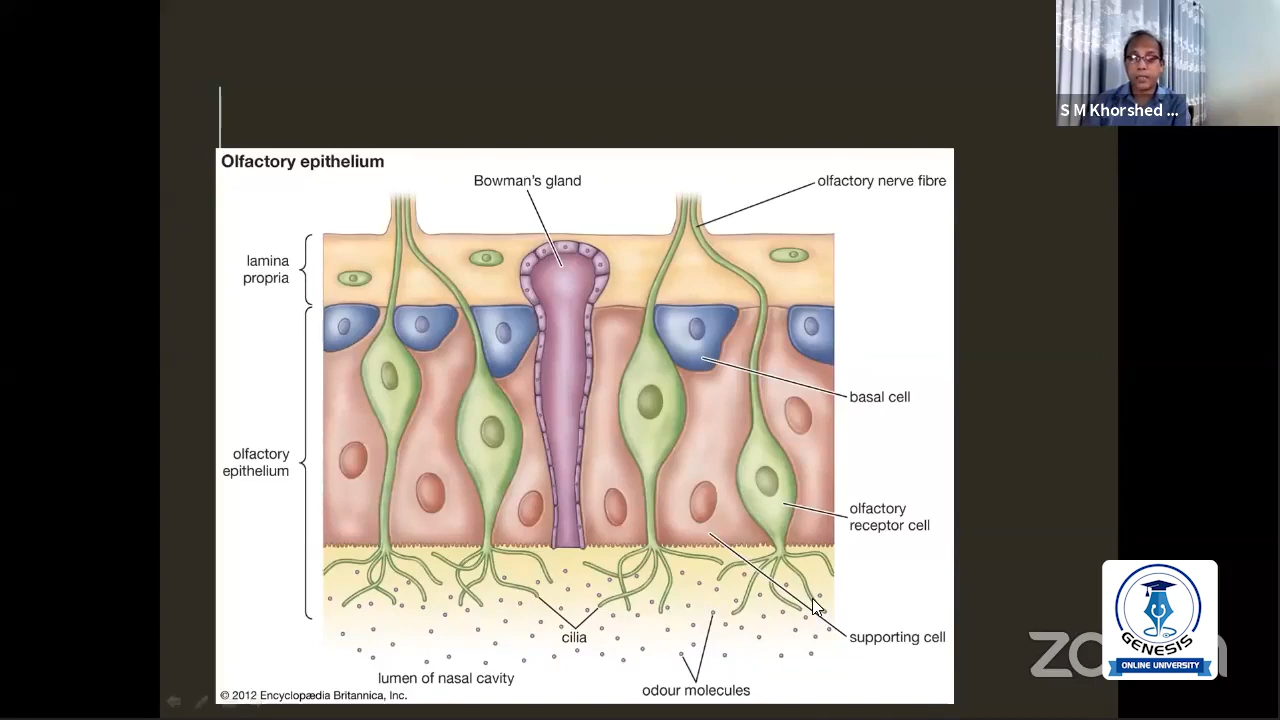 S M Khorshed ...
Olfactory epithelium
Bowman's gland
olfactory nerve fibre
lamina
propria
basal cell
olfactory
epithelium
olfactory
receptor cell
cilia
supporting cell
lumen of nasal cavity
odour molecules
© 2012 Encyclopædia Britannica, Inc.
GENESIS
ONLINE UNIVERSITY